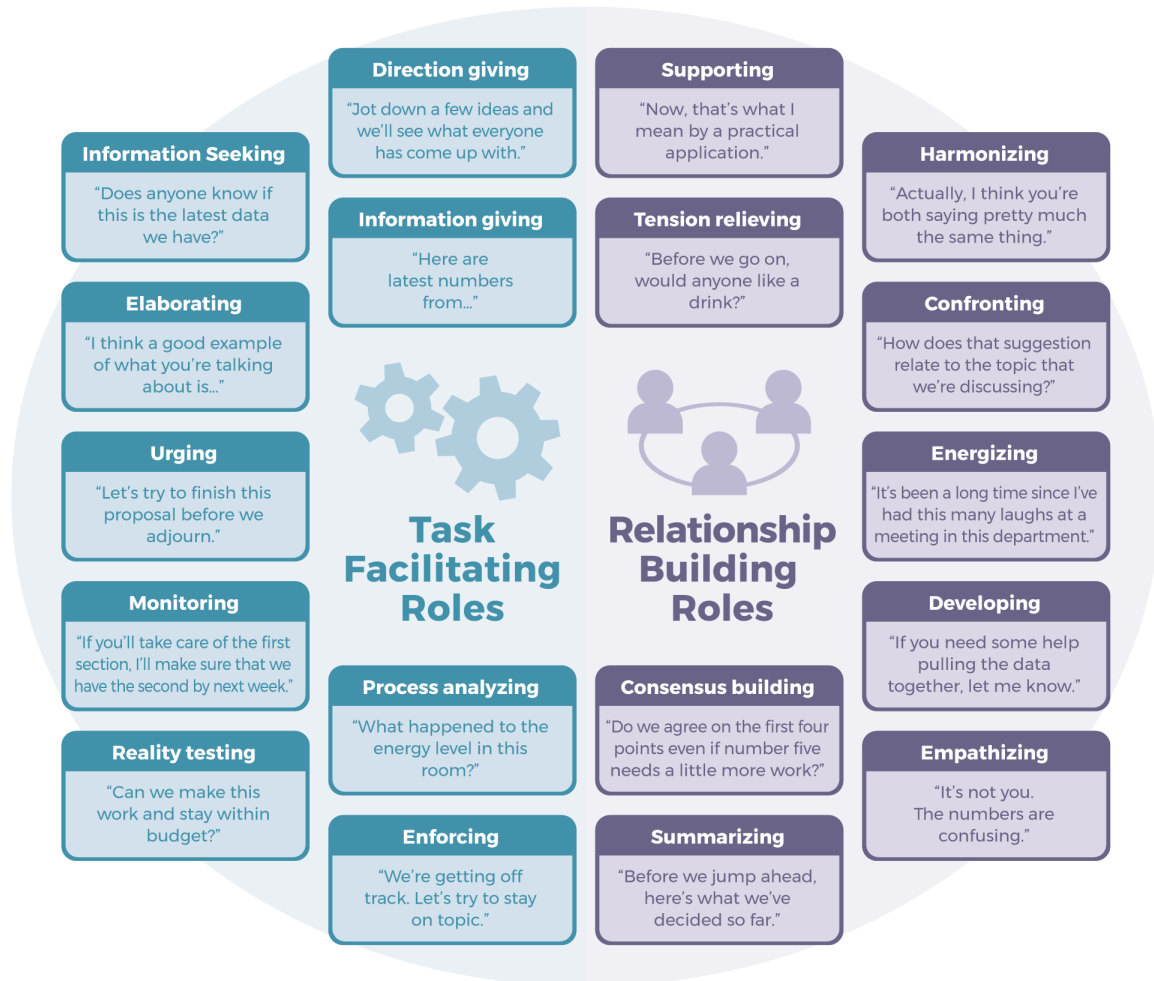 Direction giving
“Jot down a few ideas and
we’ll see what everyone
has come up with.”
Information Seeking
“Does anyone know if
this is the latest data
we have?”
Information giving
“Here are
latest numbers
from...”
Elaborating
“I think a good example
of what you’re talking
about is...”
Urging
“Let’s try to finish this
proposal before we
adjourn.”
Task
Facilitating
Roles
Monitoring
“If you’ll take care of the first
section, I’ll make sure that we
have the second by next week.”
Process analyzing
“What happened to the
energy level in this
room?”
Reality testing
“Can we make this
work and stay within
budget?”
Enforcing
“We’re getting off
track. Let’s try to stay
on topic.”
Supporting
“Now, that’s what I
mean by a practical
application.”
Harmonizing
“Actually, I think you’re
both saying pretty much
the same thing.”
Tension relieving
“Before we go on,
would anyone like a
drink?”
Confronting
“How does that suggestion
relate to the topic that
we’re discussing?”
Energizing
“It’s been a long time since I’ve
had this many laughs at a
meeting in this department.”
Relationship
Building
Roles
Developing
“If you need some help
pulling the data
together, let me know.”
Consensus building
“Do we agree on the first four
points even if number five
needs a little more work?”
Empathizing
“It’s not you.
The numbers are
confusing.”
Summarizing
“Before we jump ahead,
here’s what we’ve
decided so far.”